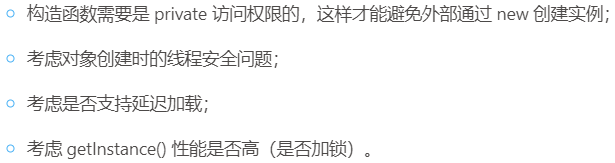 构造函数需要是 private 访问权限的，这样才能避免外部通过 new 创建实例；
考虑对象创建时的线程安全问题；
考虑是否支持延迟加载；
考虑 getInstance() 性能是否高（是否加锁）。